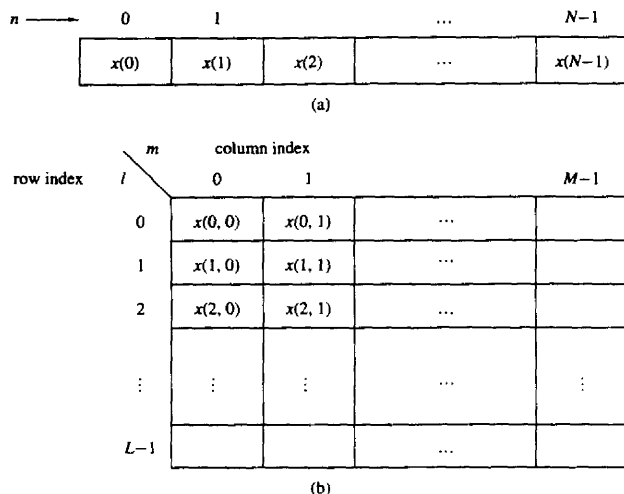 n 0 1 ... N−1
x(0) x(1) x(2) ... x(N−1)
(a)
m column index
row index l 0 1 M−1
0 x(0, 0) x(0, 1) ...
1 x(1, 0) x(1, 1) ...
2 x(2, 0) x(2, 1) ...
⋮ ⋮ ⋮ ... ⋮
L−1 ...
(b)